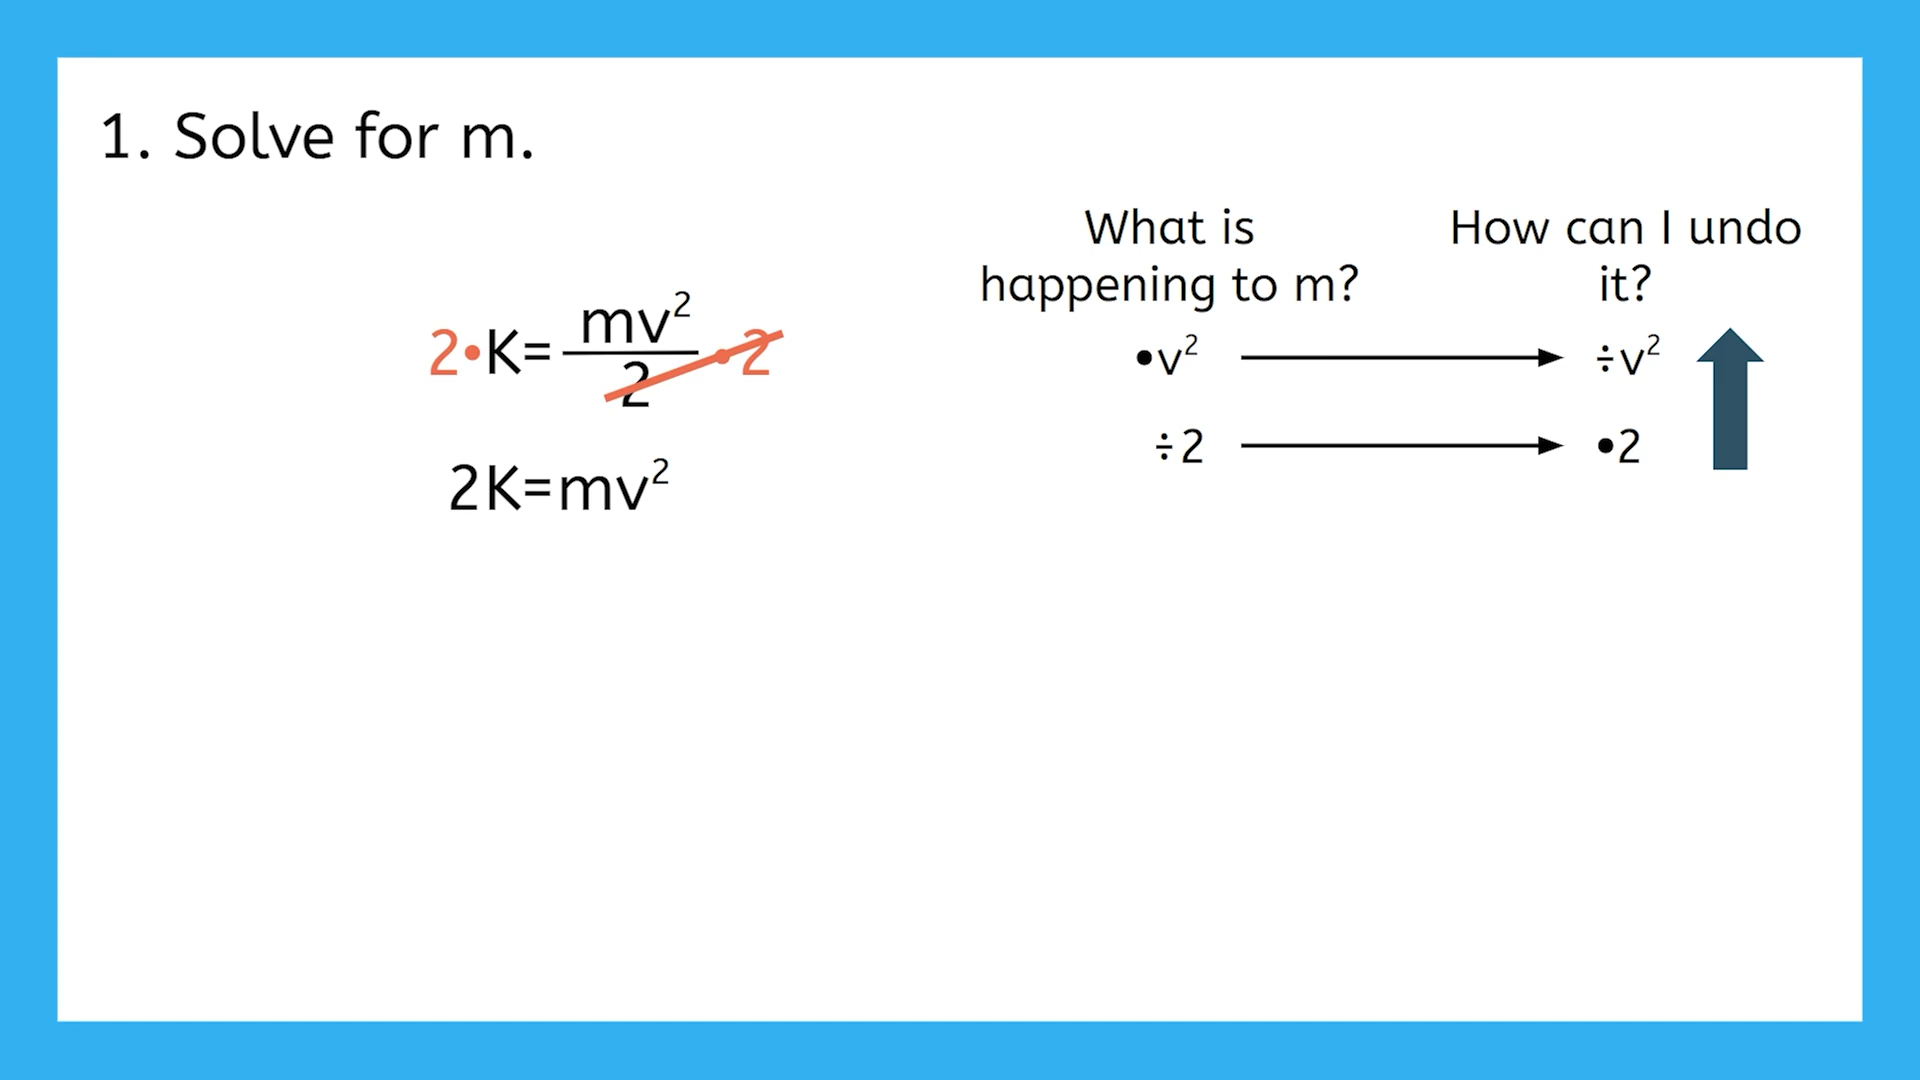 1. Solve for m.
What is happening to m?
How can I undo it?
2•K=mv²/2 • 2
•v² → ÷v²
÷2 → •2
2K=mv²